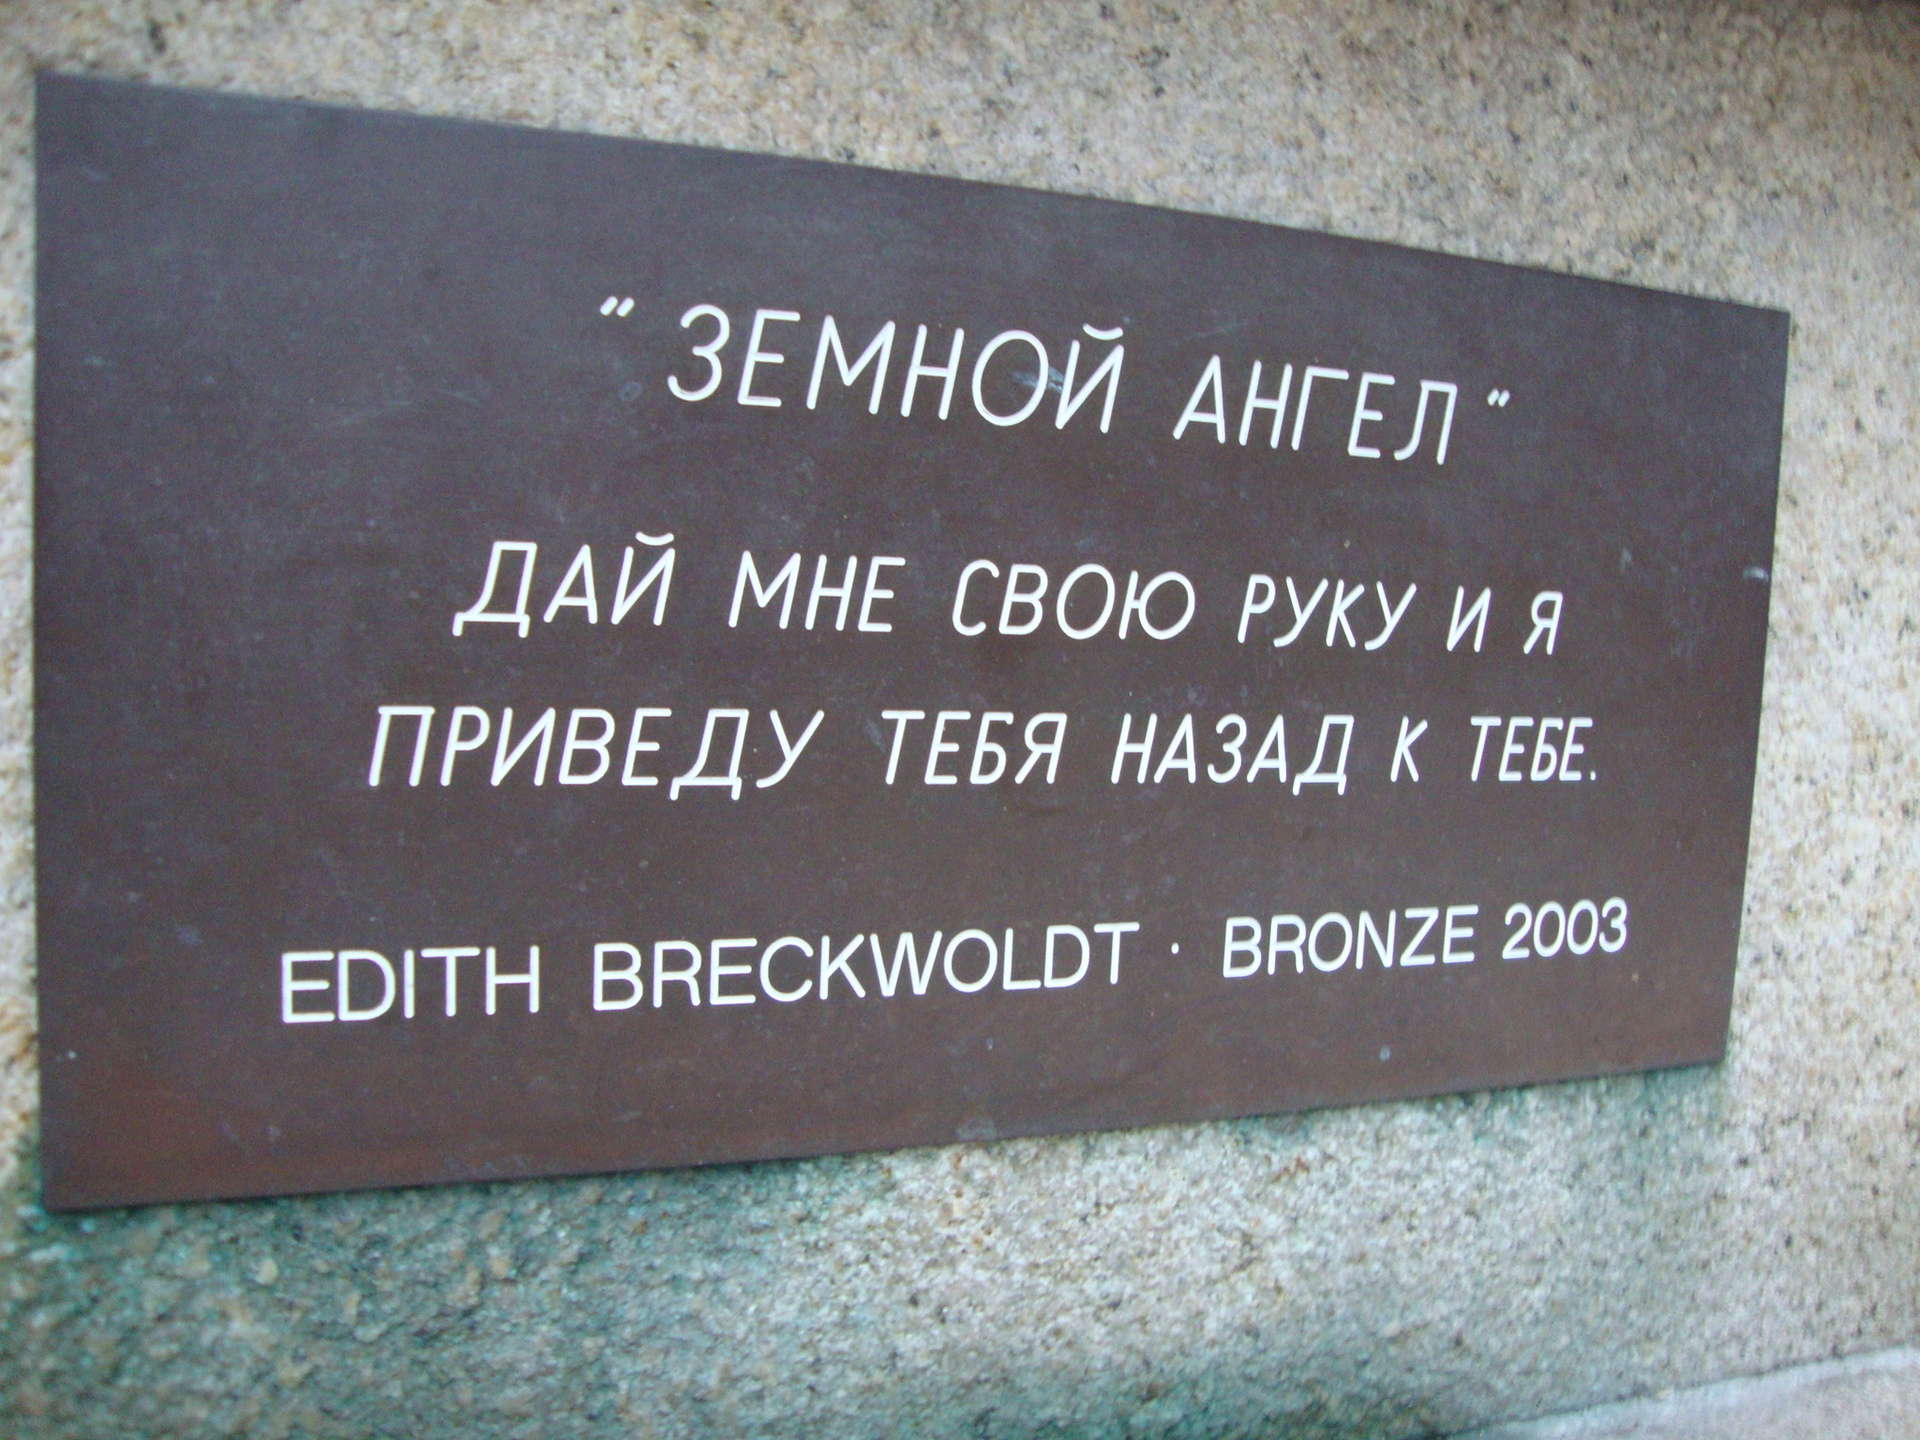 "ЗЕМНОЙ АНГЕЛ"
ДАЙ МНЕ СВОЮ РУКУ И Я
ПРИВЕДУ ТЕБЯ НАЗАД К ТЕБЕ.
EDITH BRECKWOLDT · BRONZE 2003